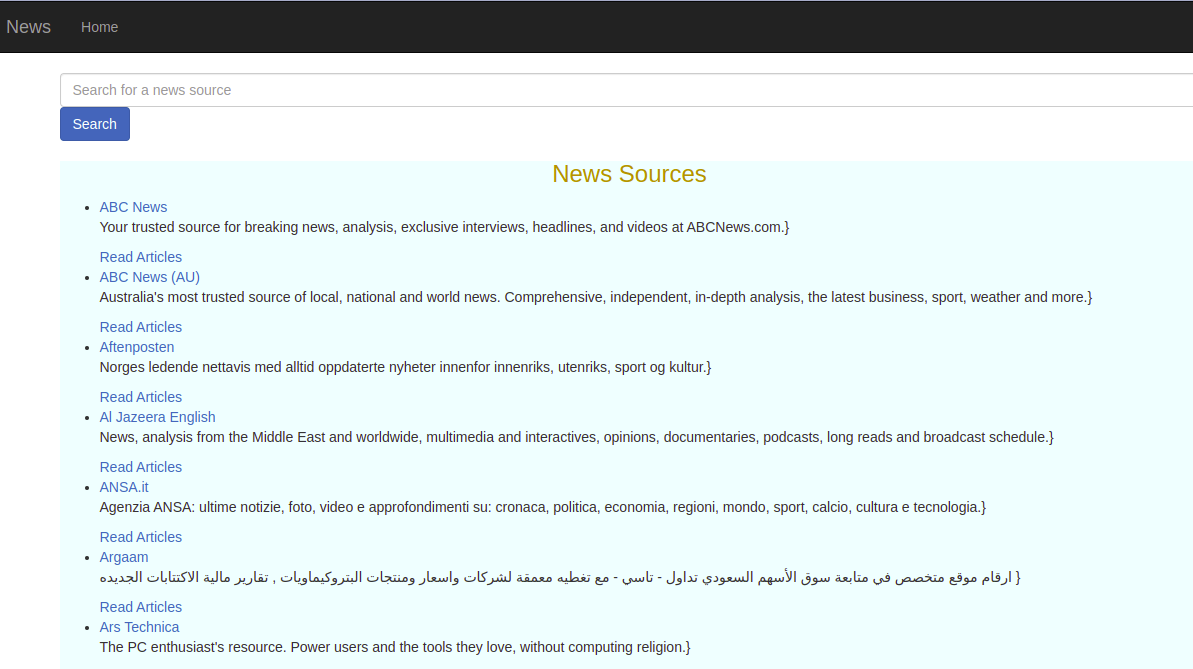 News Home
Search for a news source
Search
News Sources
ABC News
Your trusted source for breaking news, analysis, exclusive interviews, headlines, and videos at ABCNews.com.}
Read Articles
ABC News (AU)
Australia's most trusted source of local, national and world news. Comprehensive, independent, in-depth analysis, the latest business, sport, weather and more.}
Read Articles
Aftenposten
Norges ledende nettavis med alltid oppdaterte nyheter innenfor innenriks, utenriks, sport og kultur.}
Read Articles
Al Jazeera English
News, analysis from the Middle East and worldwide, multimedia and interactives, opinions, documentaries, podcasts, long reads and broadcast schedule.}
Read Articles
ANSA.it
Agenzia ANSA: ultime notizie, foto, video e approfondimenti su: cronaca, politica, economia, regioni, mondo, sport, calcio, cultura e tecnologia.}
Read Articles
Argaam
ارقام موقع متخصص في متابعة سوق الأسهم السعودي تداول - تاسي - مع تغطيه معمقة لشركات واسعار ومنتجات البتروكيماويات , تقارير مالية الاكتتابات الجديده }
Read Articles
Ars Technica
The PC enthusiast's resource. Power users and the tools they love, without computing religion.}